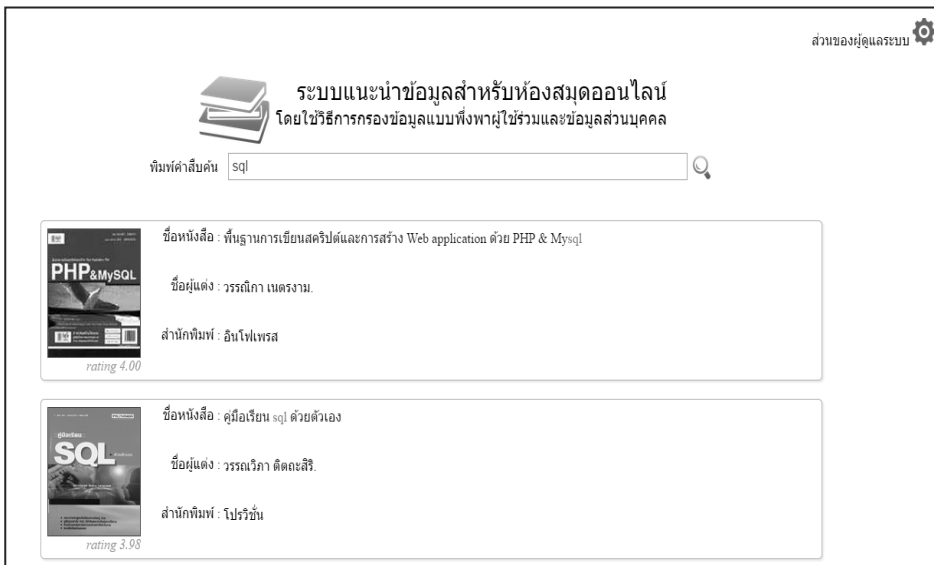 ส่วนของผู้ดูแลระบบ
ระบบแนะนำข้อมูลสำหรับห้องสมุดออนไลน์
โดยใช้วิธีการกรองข้อมูลแบบพึ่งพาผู้ใช้ร่วมและข้อมูลส่วนบุคคล
พิมพ์คำสืบค้น sql
ชื่อหนังสือ : พื้นฐานการเขียนสคริปต์และการสร้าง Web application ด้วย PHP & Mysql
PHP&MySQL
ชื่อผู้แต่ง : วรรณิกา เนตรงาม.
สำนักพิมพ์ : อินโฟเพรส
rating 4.00
ชื่อหนังสือ : คู่มือเรียน sql ด้วยตัวเอง
คู่มือเรียน
SQL
ชื่อผู้แต่ง : วรรณวิภา ติตถะสิริ.
สำนักพิมพ์ : โปรวิชั่น
rating 3.98